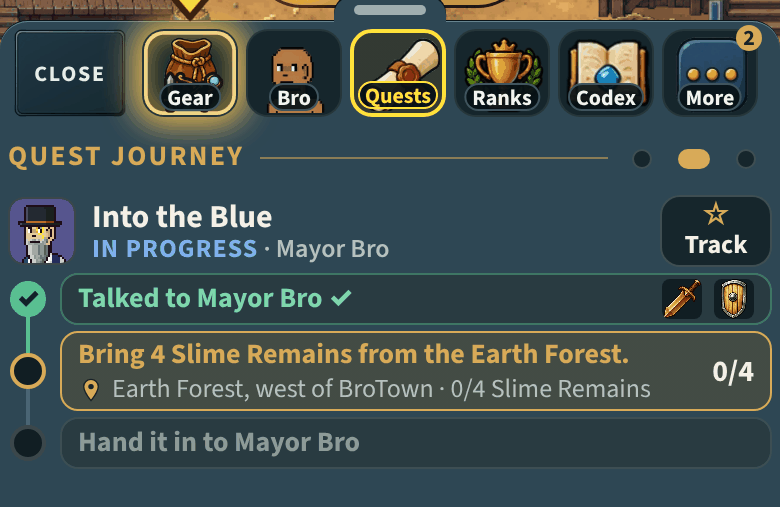 CLOSE
Gear
Bro
Quests
Ranks
Codex
More
2
QUEST JOURNEY
Into the Blue
IN PROGRESS · Mayor Bro
Track
Talked to Mayor Bro ✓
Bring 4 Slime Remains from the Earth Forest.
Earth Forest, west of BroTown · 0/4 Slime Remains
0/4
Hand it in to Mayor Bro